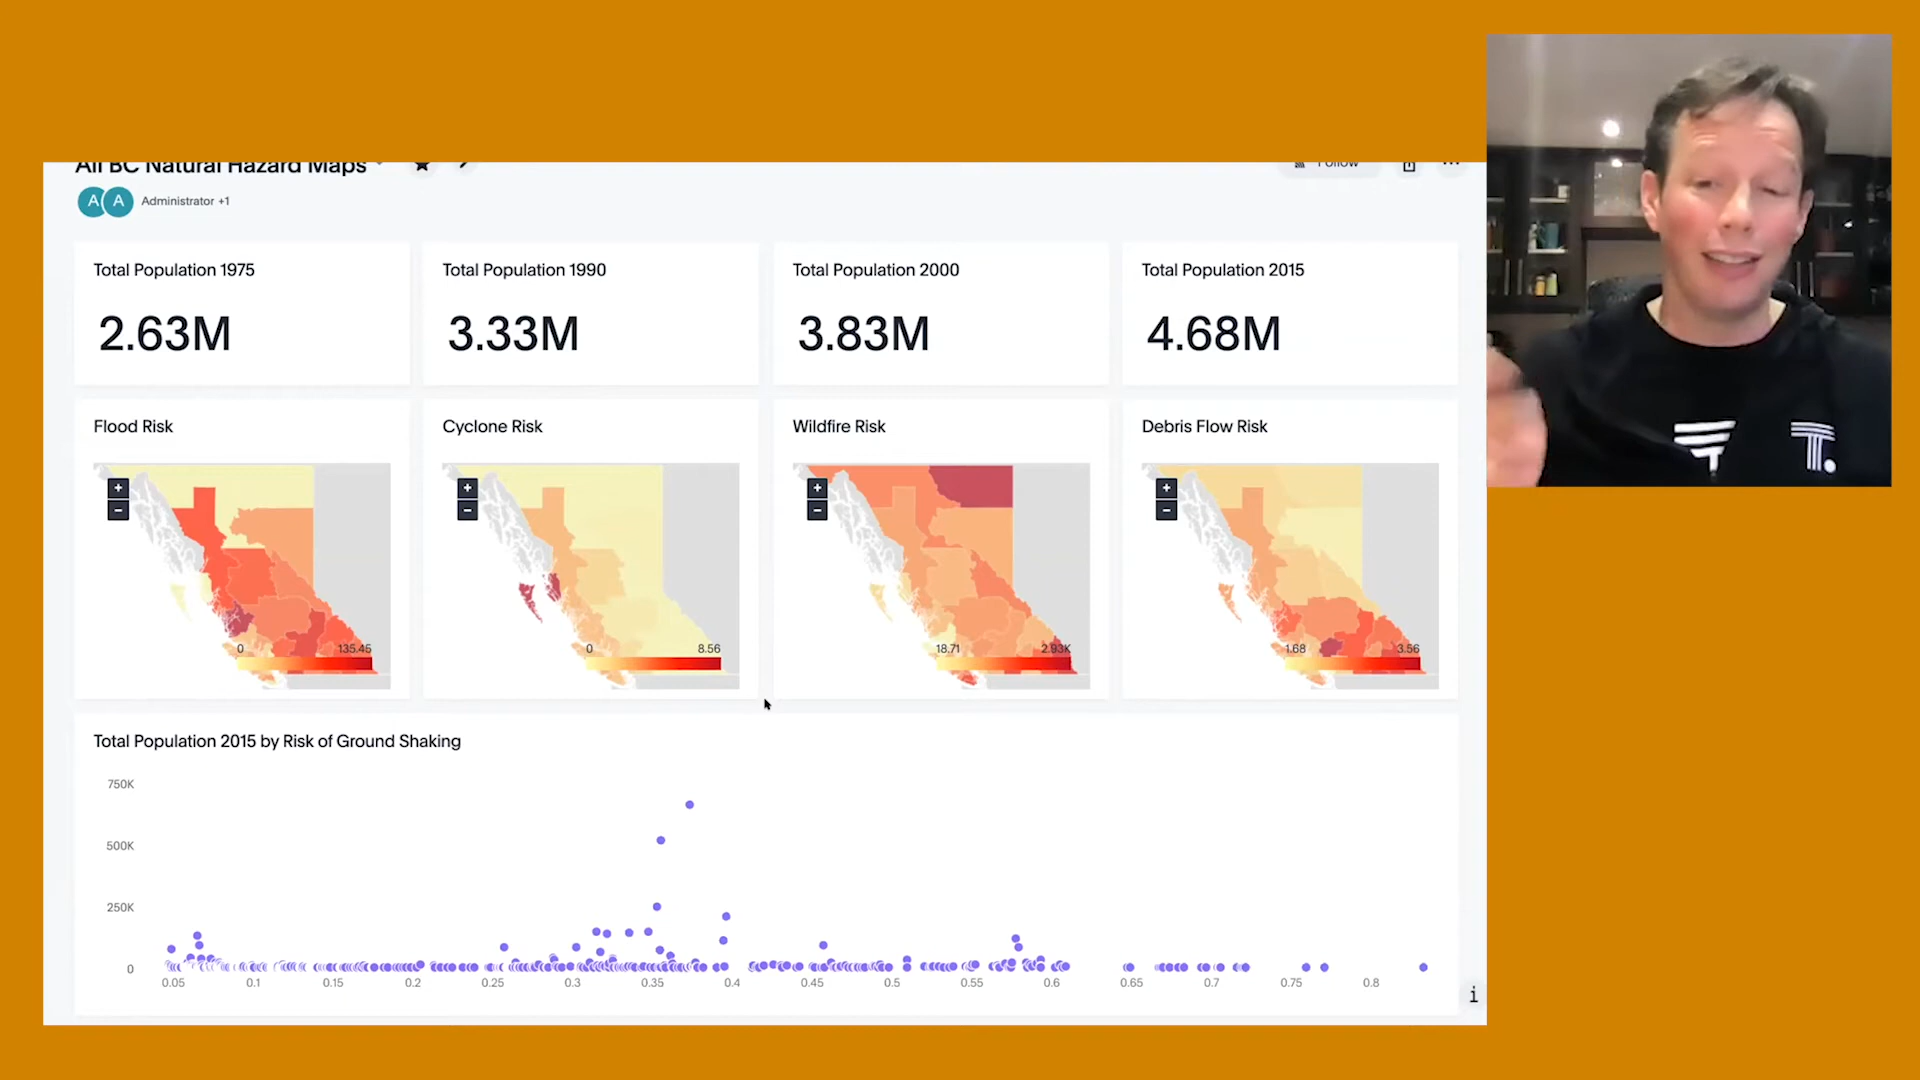 All BC Natural Hazard Maps
Follow
A A Administrator +1
Total Population 1975
2.63M
Total Population 1990
3.33M
Total Population 2000
3.83M
Total Population 2015
4.68M
Flood Risk
+
−
0 135.45
Cyclone Risk
+
−
0 8.56
Wildfire Risk
+
−
18.71 2.93K
Debris Flow Risk
+
−
1.68 3.56
Total Population 2015 by Risk of Ground Shaking
750K
500K
250K
0
0.05 0.1 0.15 0.2 0.25 0.3 0.35 0.4 0.45 0.5 0.55 0.6 0.65 0.7 0.75 0.8
i
T.